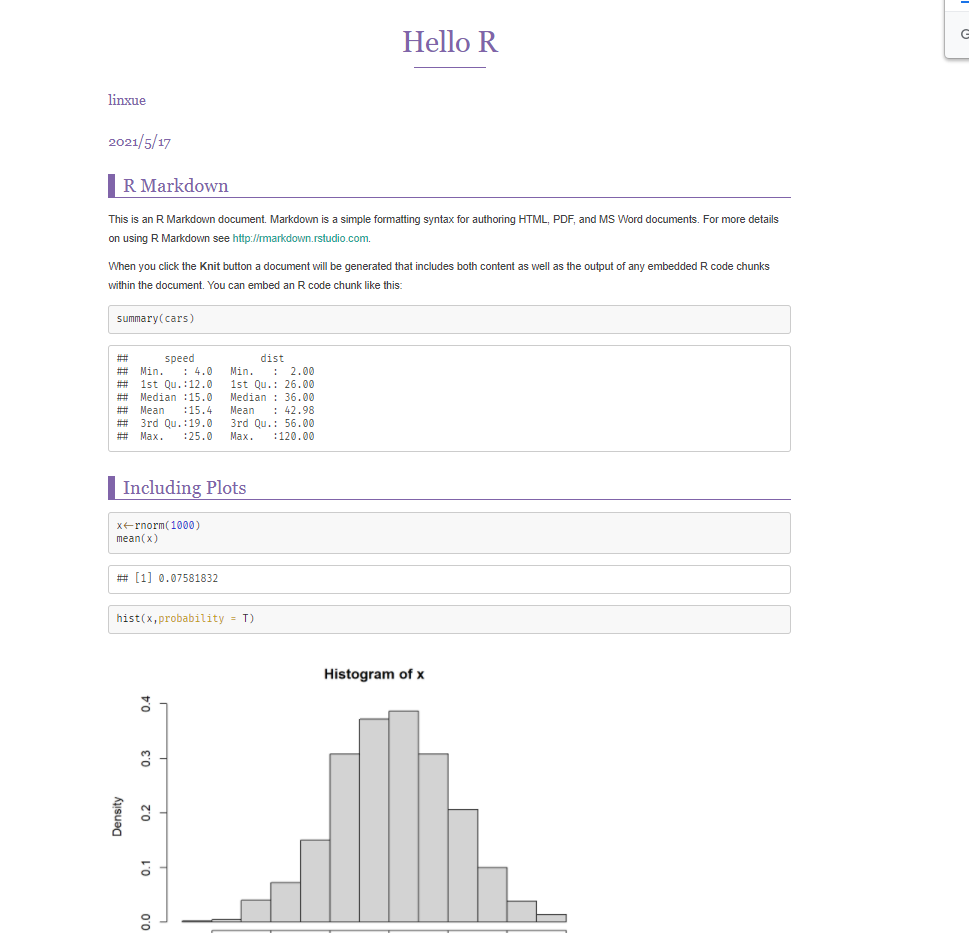 Hello R
linxue
2021/5/17
R Markdown
This is an R Markdown document. Markdown is a simple formatting syntax for authoring HTML, PDF, and MS Word documents. For more details
on using R Markdown see http://rmarkdown.rstudio.com.
When you click the Knit button a document will be generated that includes both content as well as the output of any embedded R code chunks
within the document. You can embed an R code chunk like this:
summary(cars)
##      speed           dist
##  Min.   : 4.0   Min.   :  2.00
##  1st Qu.:12.0   1st Qu.: 26.00
##  Median :15.0   Median : 36.00
##  Mean   :15.4   Mean   : 42.98
##  3rd Qu.:19.0   3rd Qu.: 56.00
##  Max.   :25.0   Max.   :120.00
Including Plots
x<-rnorm(1000)
mean(x)
## [1] 0.07581832
hist(x,probability = T)
Histogram of x
0.4
0.3
0.2
0.1
0.0
Density